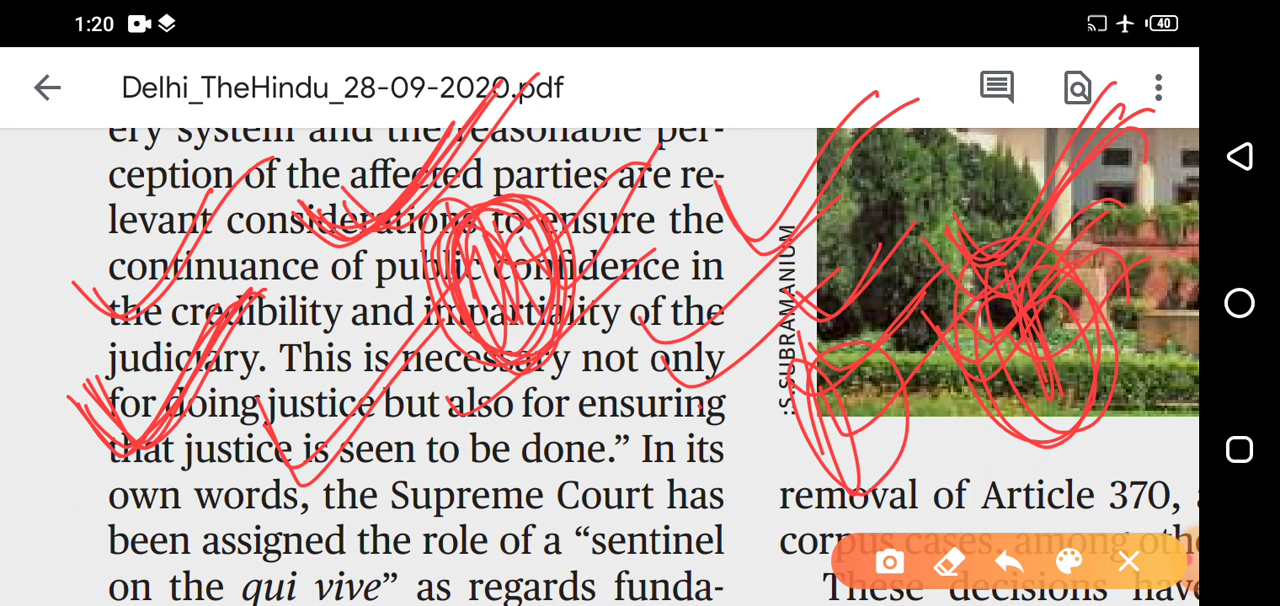 1:20
40
Delhi_TheHindu_28-09-2020.pdf
ery system and the reasonable per-
ception of the affected parties are re-
levant considerations to ensure the
continuance of public confidence in
the credibility and impartiality of the
judiciary. This is necessary not only
for doing justice but also for ensuring
that justice is seen to be done.” In its
own words, the Supreme Court has
been assigned the role of a “sentinel
on the qui vive” as regards funda-
S.SUBRAMANIUM
removal of Article 370,
corpus cases, among oth
These decisions have